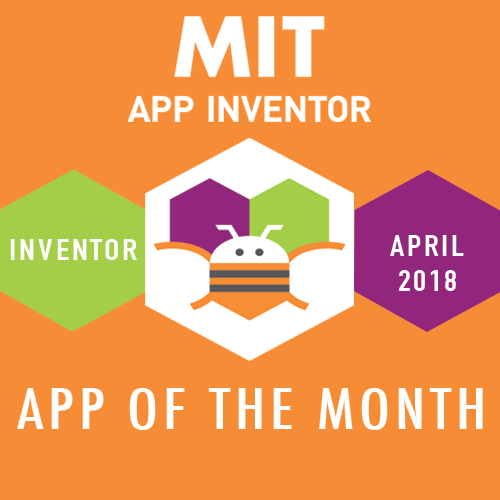 MIT
APP INVENTOR
INVENTOR
APRIL
2018
APP OF THE MONTH